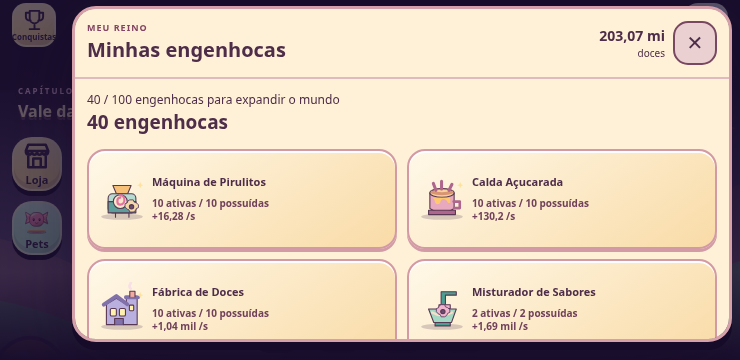 Conquistas
CAPÍTULO
Vale da
Loja
Pets
MEU REINO
Minhas engenhocas
203,07 mi
doces
40 / 100 engenhocas para expandir o mundo
40 engenhocas
Máquina de Pirulitos
10 ativas / 10 possuídas
+16,28 /s
Calda Açucarada
10 ativas / 10 possuídas
+130,2 /s
Fábrica de Doces
10 ativas / 10 possuídas
+1,04 mil /s
Misturador de Sabores
2 ativas / 2 possuídas
+1,69 mil /s